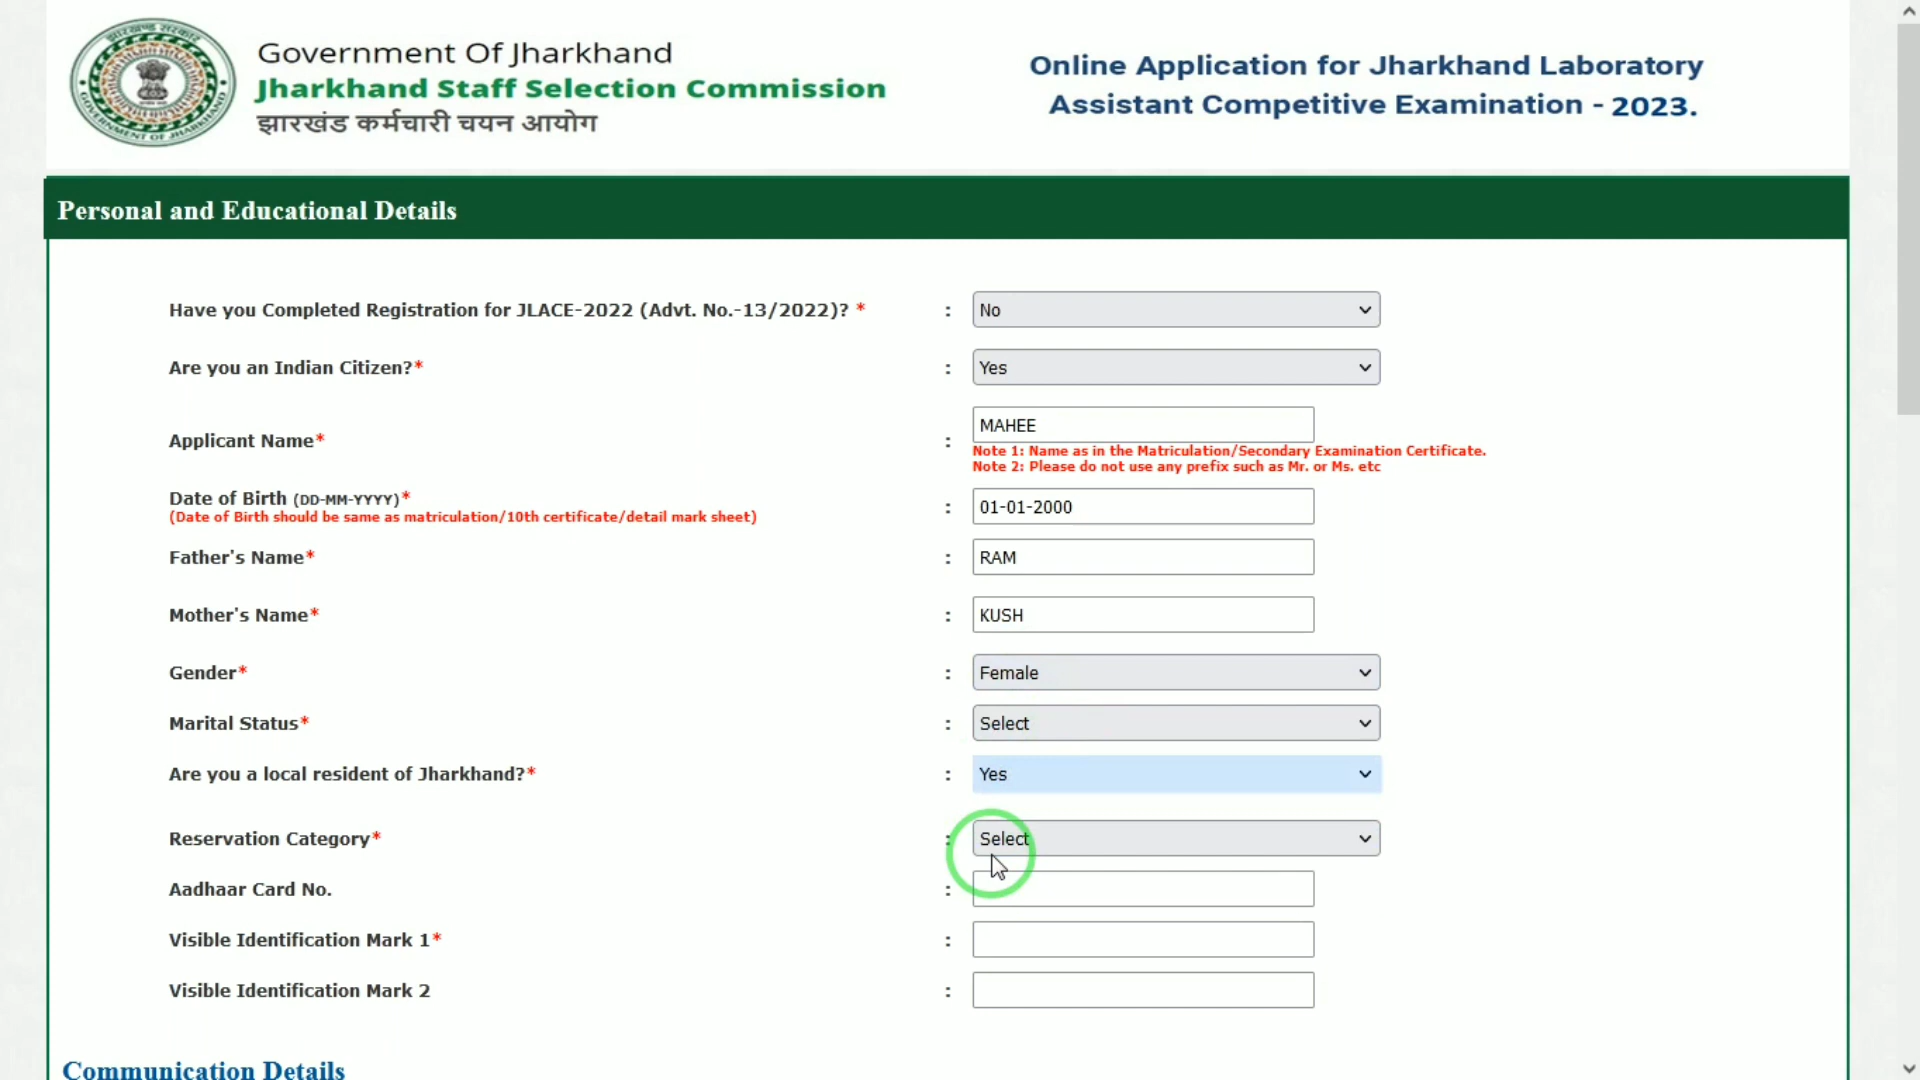 Government Of Jharkhand
Jharkhand Staff Selection Commission
झारखंड कर्मचारी चयन आयोग
Online Application for Jharkhand Laboratory
Assistant Competitive Examination - 2023.
झारखण्ड सरकार
GOVERNMENT OF JHARKHAND
Personal and Educational Details
Have you Completed Registration for JLACE-2022 (Advt. No.-13/2022)? * : No
Are you an Indian Citizen?* : Yes
Applicant Name* : MAHEE
Note 1: Name as in the Matriculation/Secondary Examination Certificate.
Note 2: Please do not use any prefix such as Mr. or Ms. etc
Date of Birth (DD-MM-YYYY)* : 01-01-2000
(Date of Birth should be same as matriculation/10th certificate/detail mark sheet)
Father's Name* : RAM
Mother's Name* : KUSH
Gender* : Female
Marital Status* : Select
Are you a local resident of Jharkhand?* : Yes
Reservation Category* : Select
Aadhaar Card No. :
Visible Identification Mark 1* :
Visible Identification Mark 2 :
Communication Details